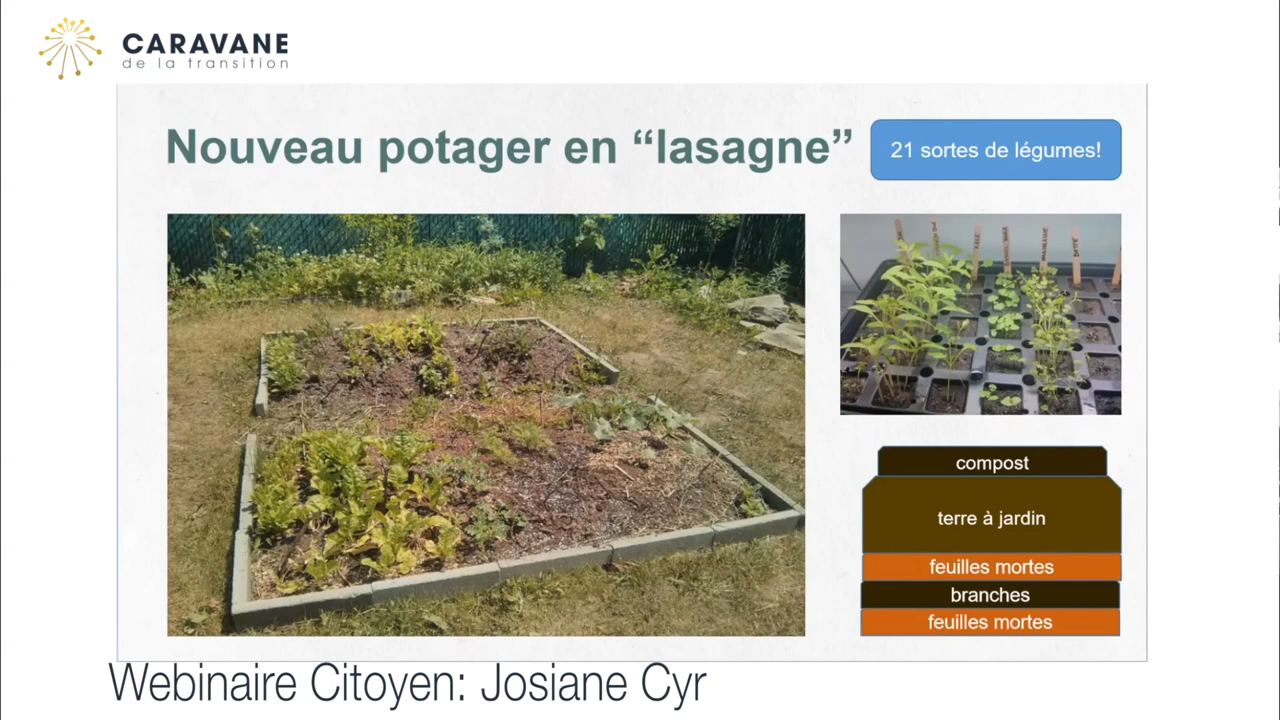 CARAVANE
de la transition
Nouveau potager en “lasagne”
21 sortes de légumes!
compost
terre à jardin
feuilles mortes
branches
feuilles mortes
Webinaire Citoyen: Josiane Cyr